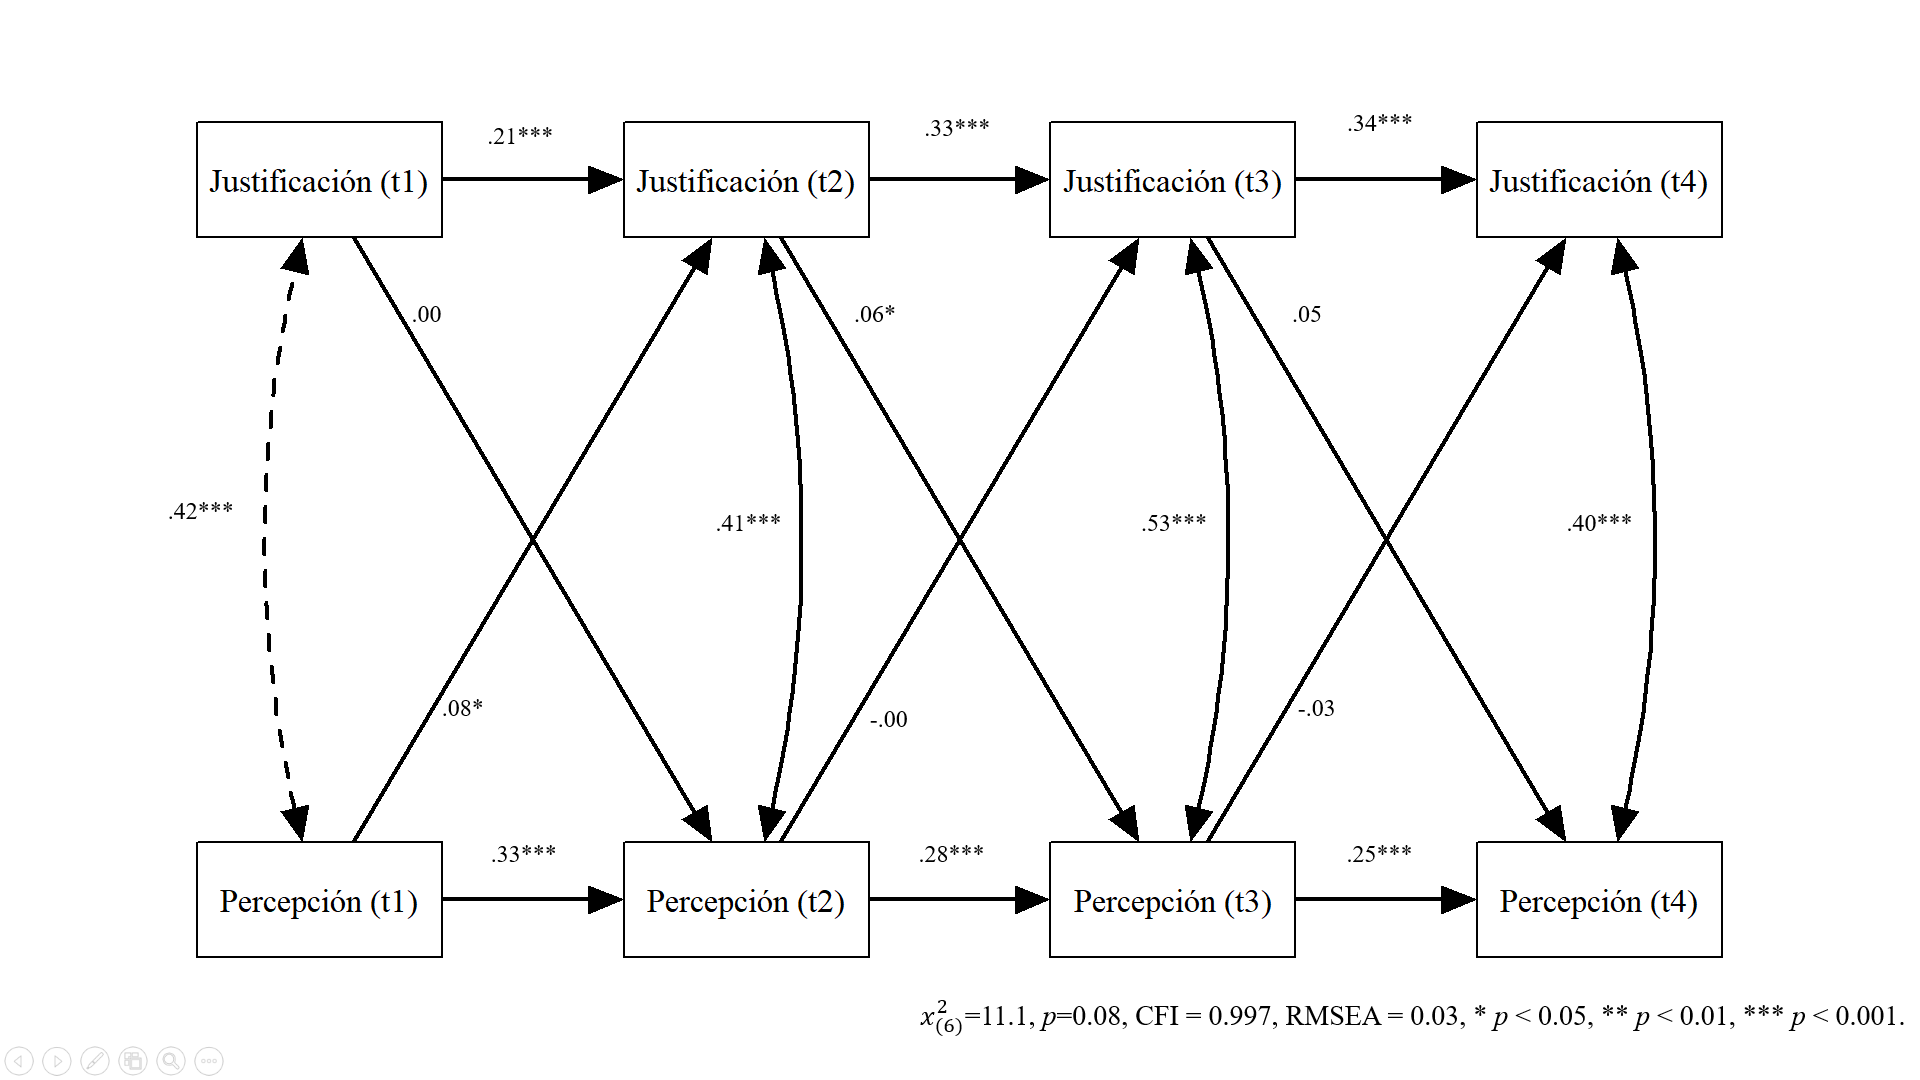 .21***
.33***
.34***
Justificación (t1)
Justificación (t2)
Justificación (t3)
Justificación (t4)
.00
.06*
.05
.42***
.41***
.53***
.40***
.08*
-.00
-.03
.33***
.28***
.25***
Percepción (t1)
Percepción (t2)
Percepción (t3)
Percepción (t4)
𝑥²₍₆₎=11.1, p=0.08, CFI = 0.997, RMSEA = 0.03, * p < 0.05, ** p < 0.01, *** p < 0.001.